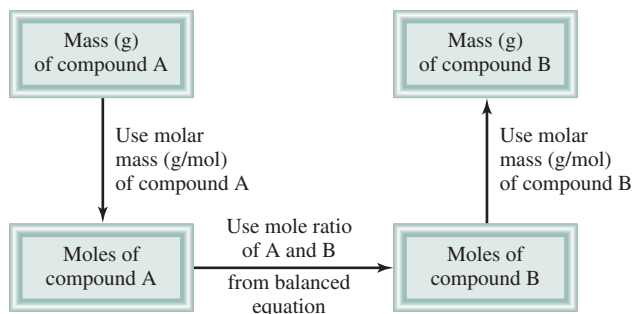 Mass (g)
of compound A
Mass (g)
of compound B
Use molar
mass (g/mol)
of compound A
Use molar
mass (g/mol)
of compound B
Moles of
compound A
Use mole ratio
of A and B
from balanced
equation
Moles of
compound B